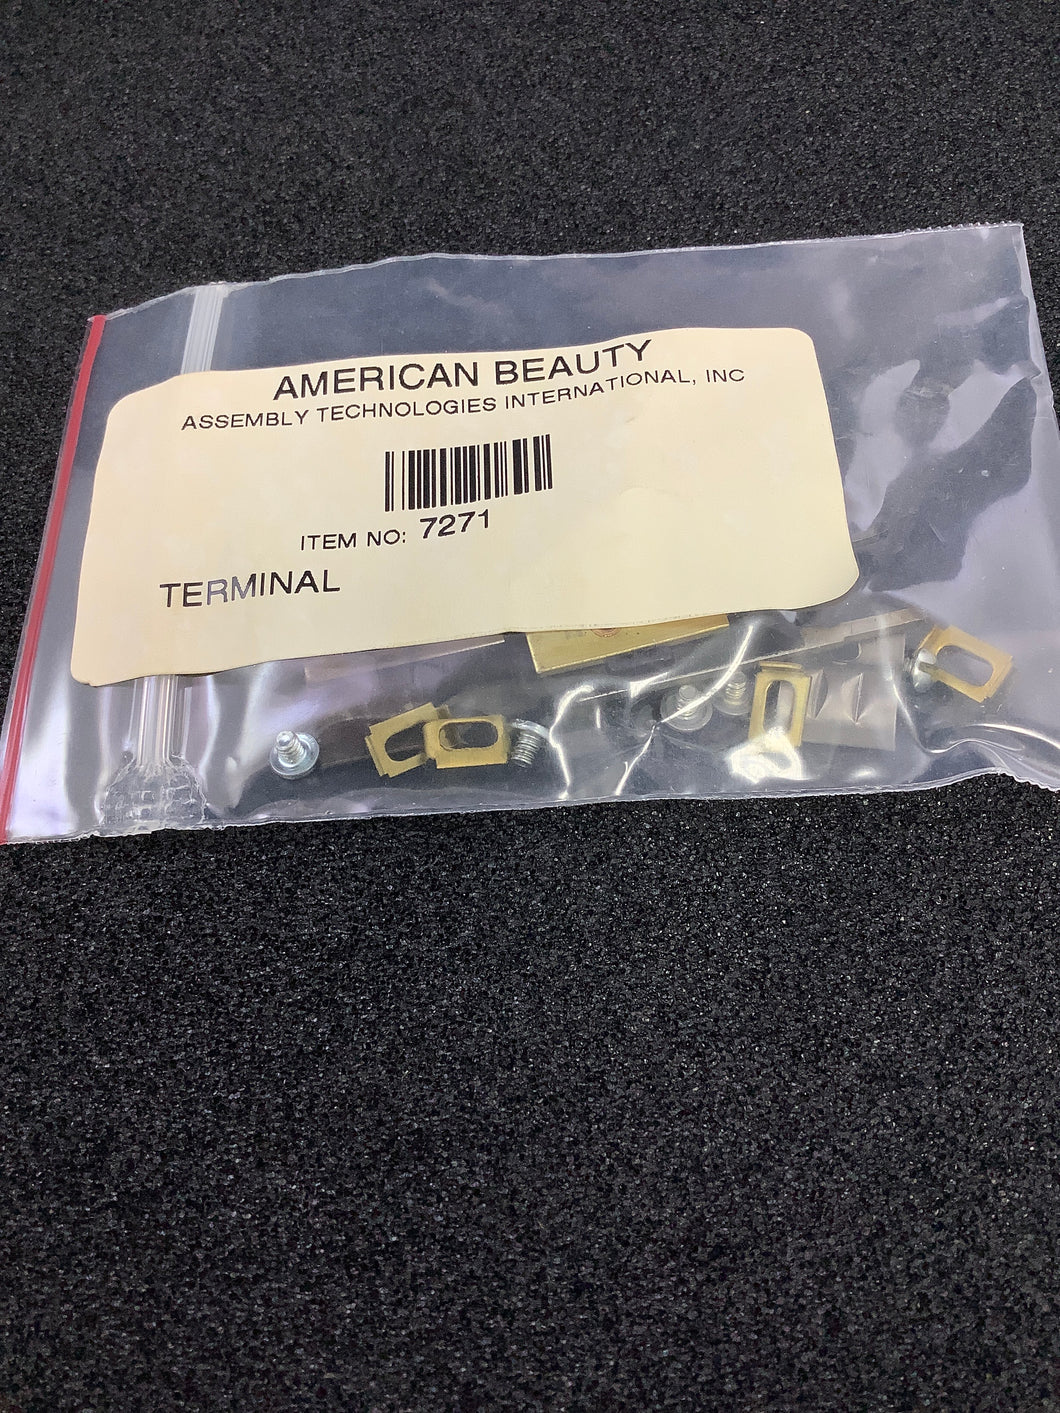 AMERICAN BEAUTY
ASSEMBLY TECHNOLOGIES INTERNATIONAL, INC
ITEM NO: 7271
TERMINAL